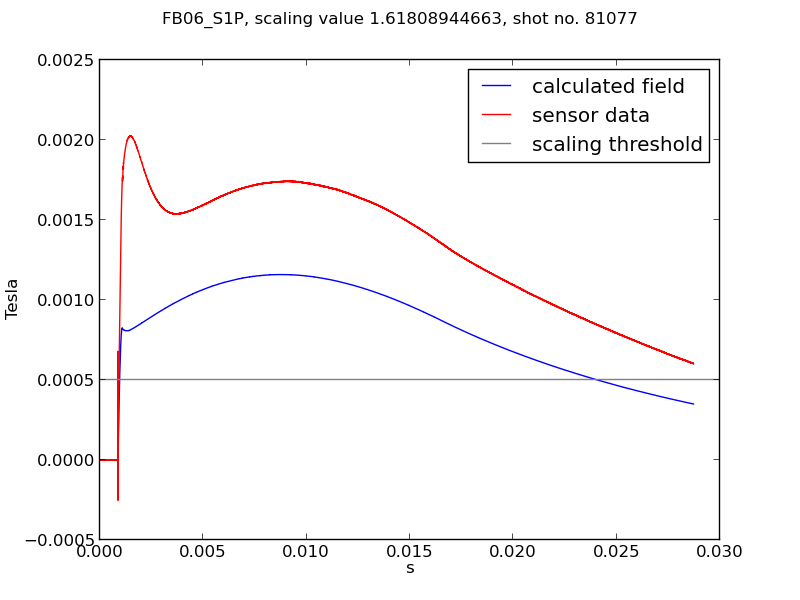 FB06_S1P, scaling value 1.61808944663, shot no. 81077
calculated field
sensor data
scaling threshold
0.0025
0.0020
0.0015
0.0010
0.0005
0.0000
−0.0005
Tesla
0.000 0.005 0.010 0.015 0.020 0.025 0.030
s